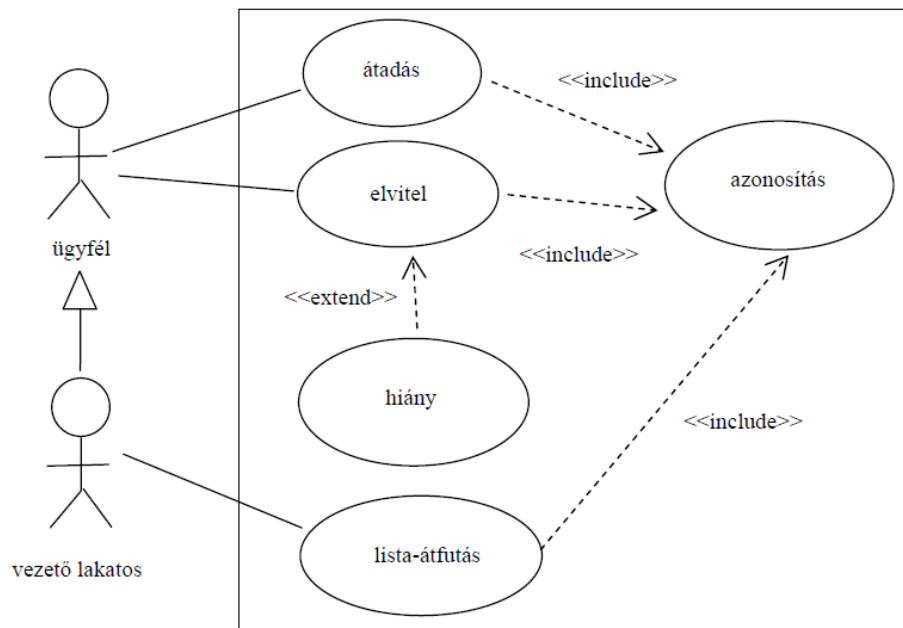 átadás
<<include>>
azonosítás
elvitel
ügyfél
<<include>>
<<extend>>
hiány
<<include>>
lista-átfutás
vezető lakatos